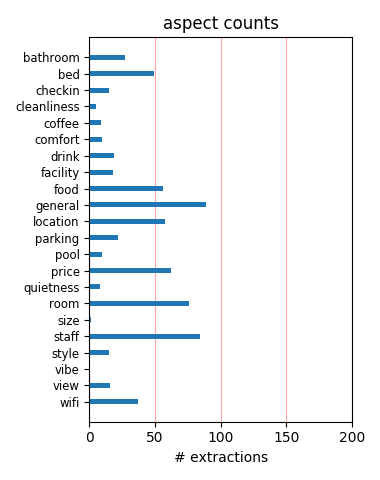 aspect counts
bathroom
bed
checkin
cleanliness
coffee
comfort
drink
facility
food
general
location
parking
pool
price
quietness
room
size
staff
style
vibe
view
wifi
0 50 100 150 200
# extractions